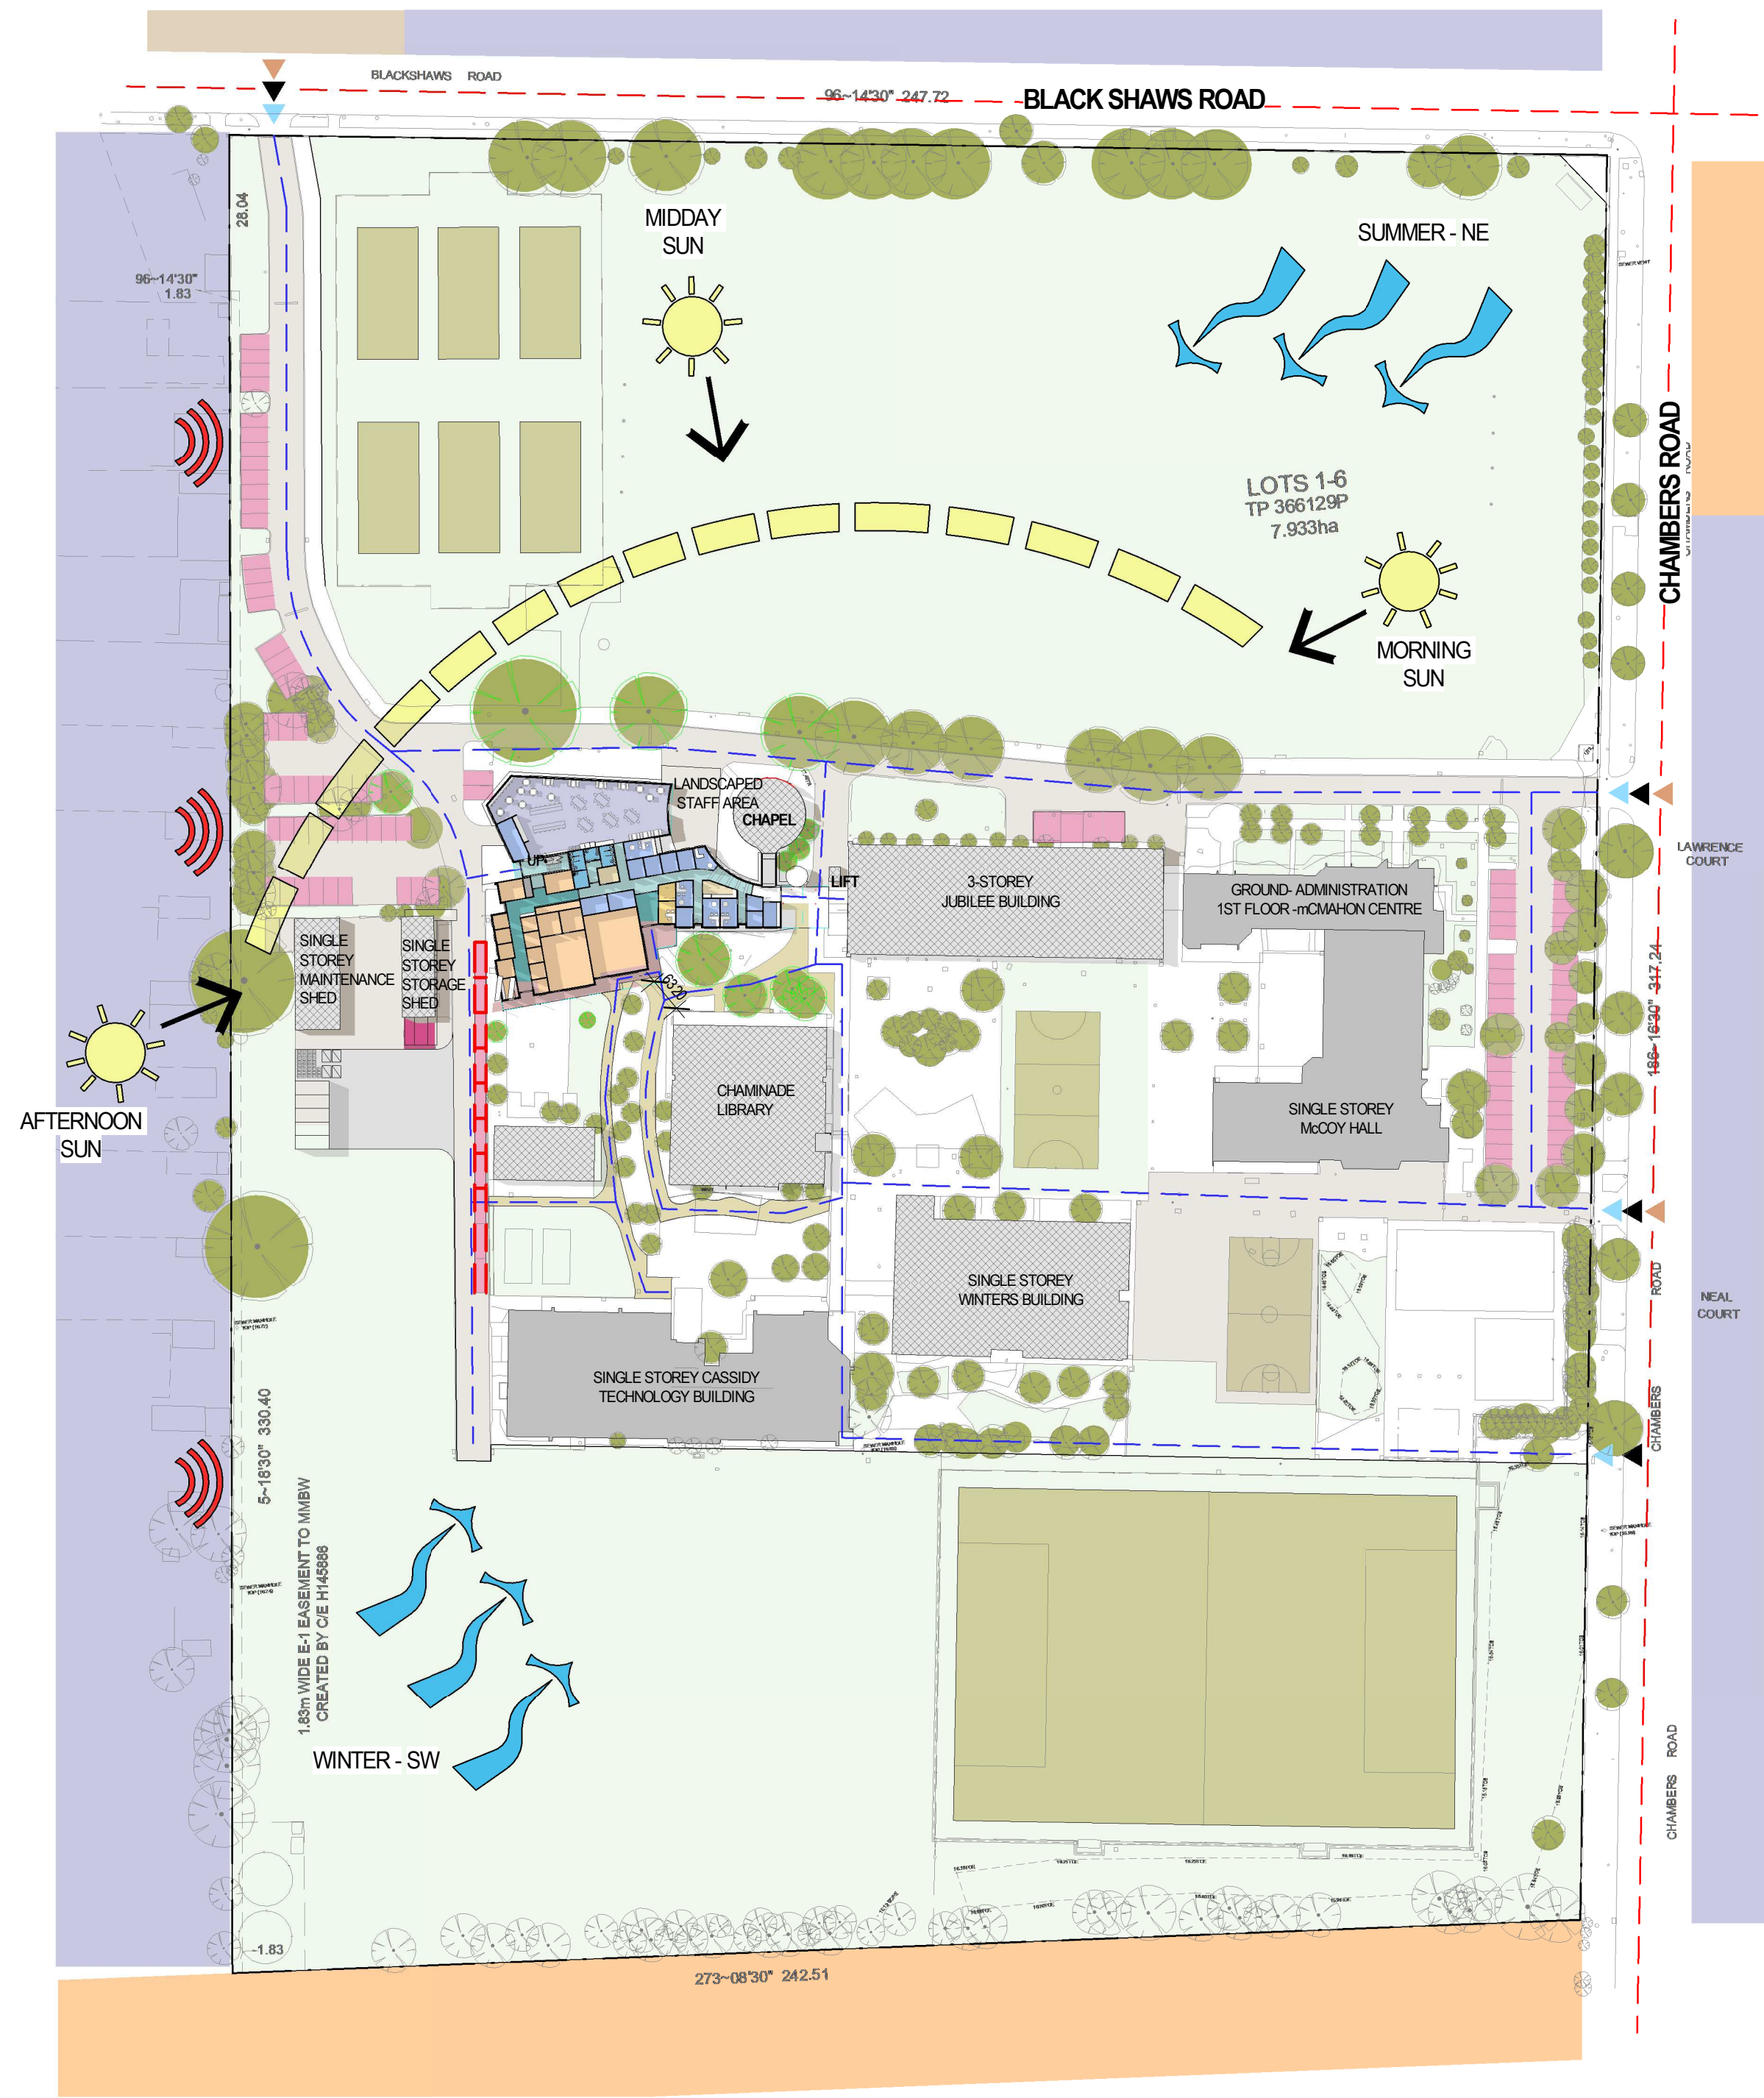 BLACKSHAWS ROAD
96~14'30" 247.72
BLACK SHAWS ROAD
28.04
96~14'30"
1.83
MIDDAY
SUN
SUMMER - NE
CHAMBERS ROAD
LOTS 1-6
TP 366129P
7.933ha
MORNING
SUN
LANDSCAPED
STAFF AREA
CHAPEL
UP
LIFT
3-STOREY
JUBILEE BUILDING
GROUND- ADMINISTRATION
1ST FLOOR -mCMAHON CENTRE
LAWRENCE
COURT
SINGLE
STOREY
MAINTENANCE
SHED
SINGLE
STOREY
STORAGE
SHED
6320
186~16'30" 317.24
AFTERNOON
SUN
CHAMINADE
LIBRARY
SINGLE STOREY
McCOY HALL
SINGLE STOREY
WINTERS BUILDING
NEAL
COURT
CHAMBERS ROAD
SINGLE STOREY CASSIDY
TECHNOLOGY BUILDING
5~18'30" 330.40
1.83m WIDE E-1 EASEMENT TO MMBW
CREATED BY C/E H145886
WINTER - SW
CHAMBERS ROAD
1.83
273~08'30" 242.51